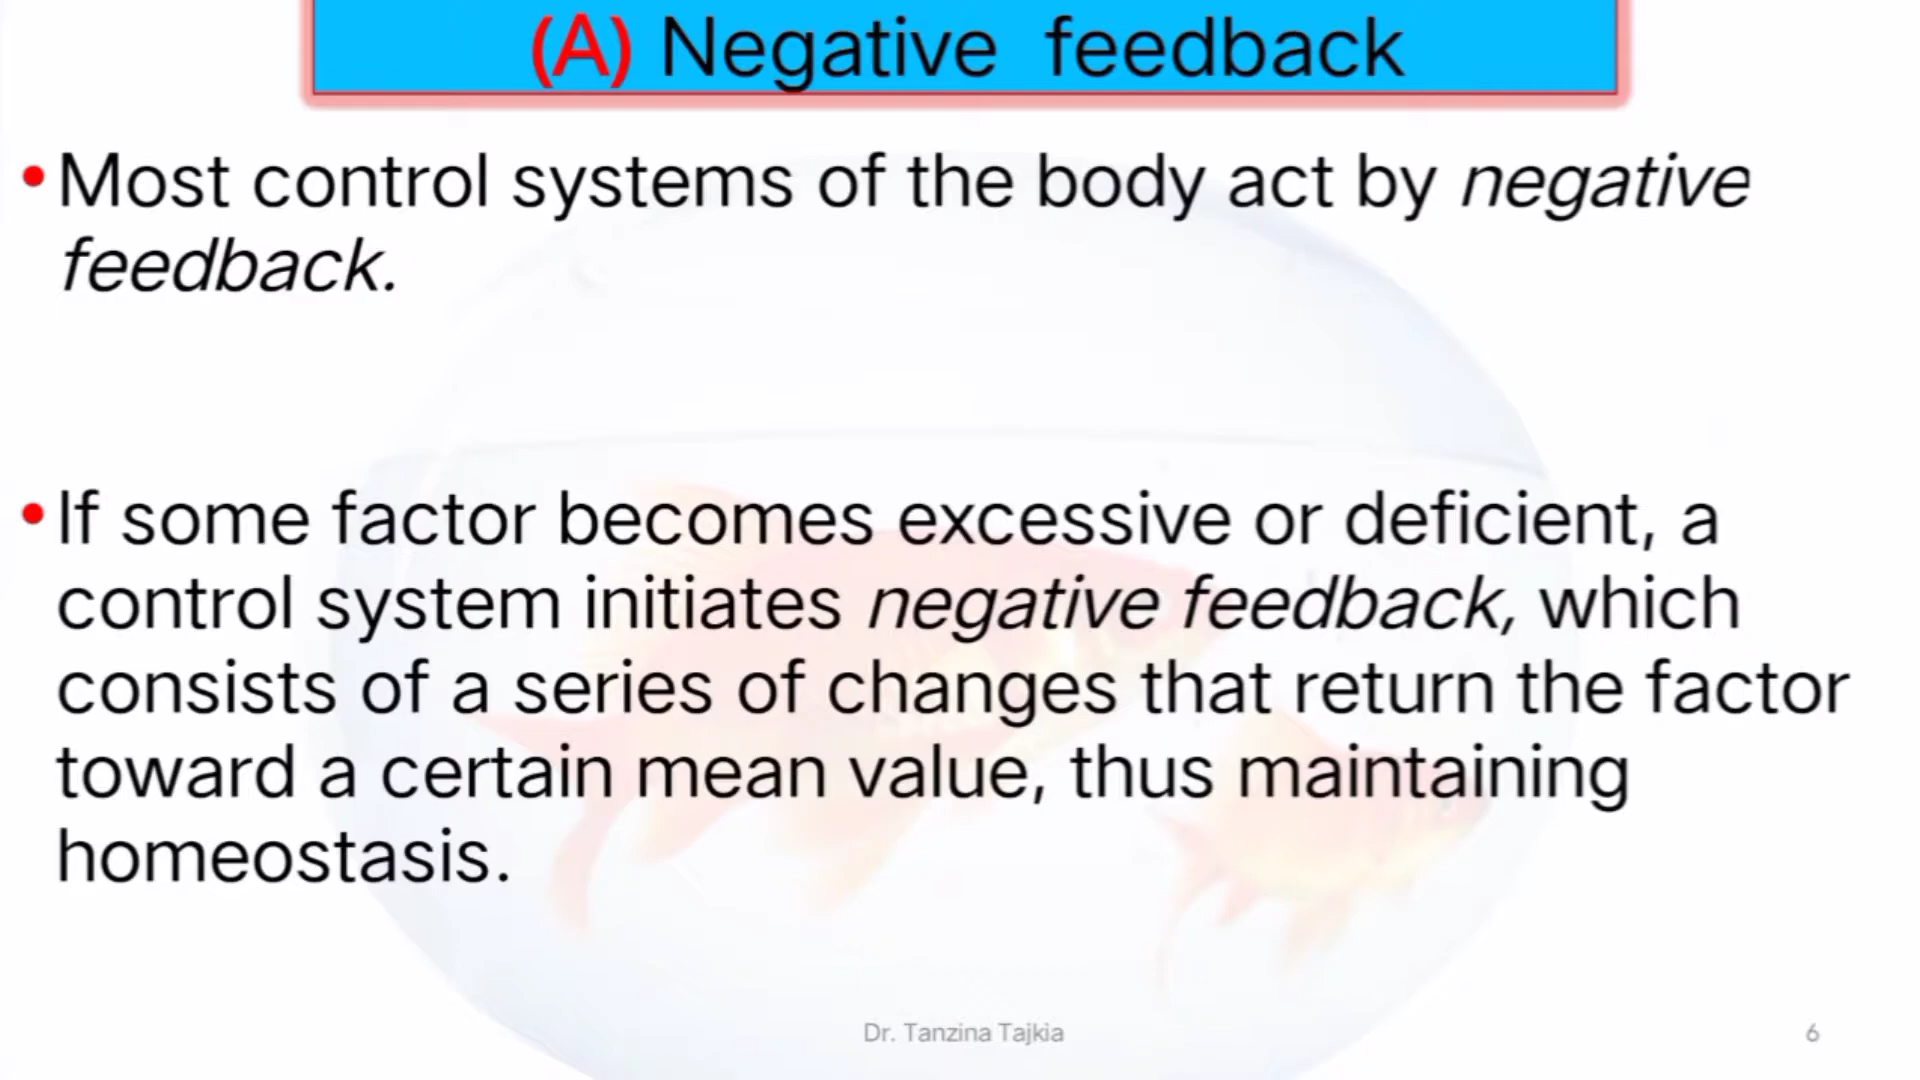 (A) Negative feedback
•Most control systems of the body act by negative
feedback.
•If some factor becomes excessive or deficient, a
control system initiates negative feedback, which
consists of a series of changes that return the factor
toward a certain mean value, thus maintaining
homeostasis.
Dr. Tanzina Tajkia
6